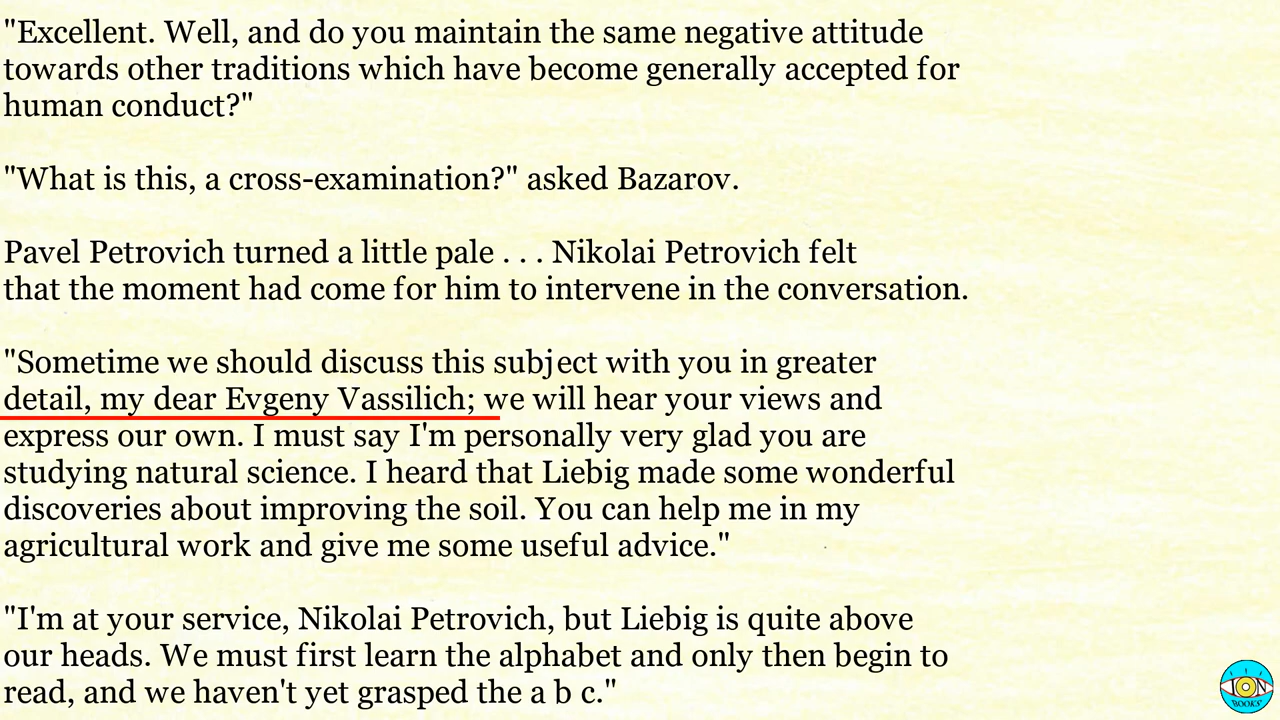 "Excellent. Well, and do you maintain the same negative attitude
towards other traditions which have become generally accepted for
human conduct?"
"What is this, a cross-examination?" asked Bazarov.
Pavel Petrovich turned a little pale . . . Nikolai Petrovich felt
that the moment had come for him to intervene in the conversation.
"Sometime we should discuss this subject with you in greater
detail, my dear Evgeny Vassilich; we will hear your views and
express our own. I must say I'm personally very glad you are
studying natural science. I heard that Liebig made some wonderful
discoveries about improving the soil. You can help me in my
agricultural work and give me some useful advice."
"I'm at your service, Nikolai Petrovich, but Liebig is quite above
our heads. We must first learn the alphabet and only then begin to
read, and we haven't yet grasped the a b c."
ION
BOOKS